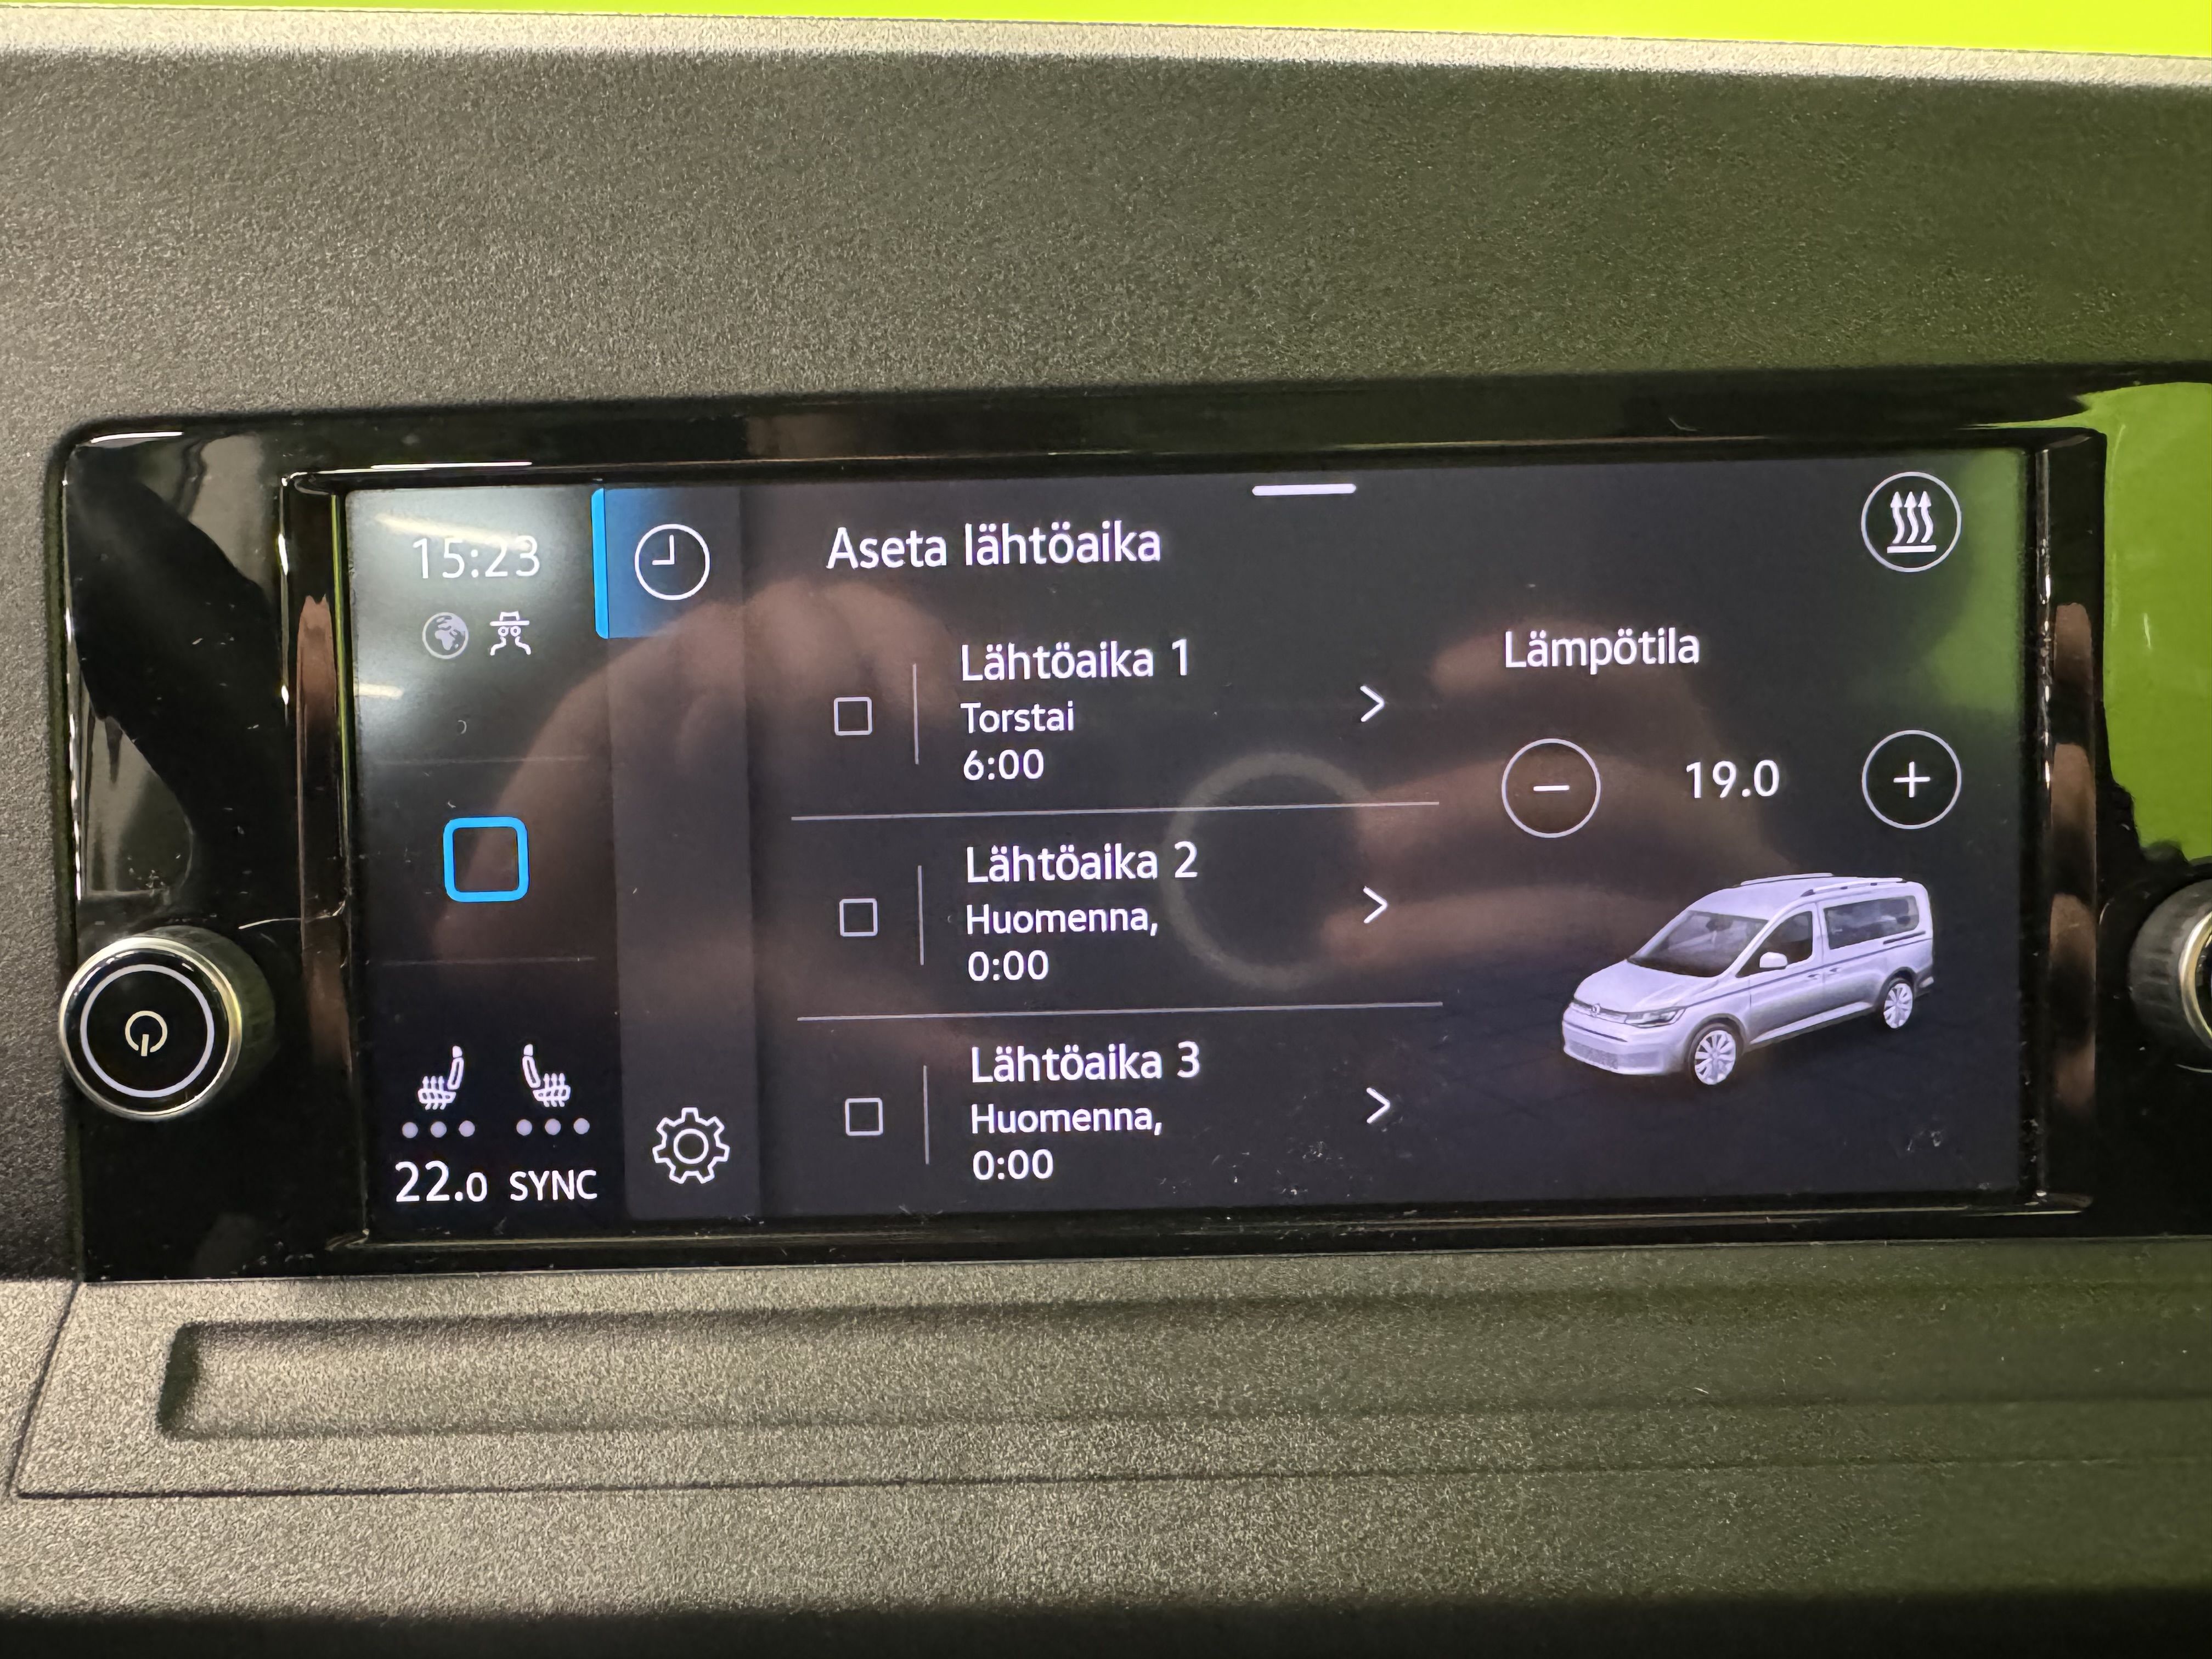 15:23
Aseta lähtöaika
Lähtöaika 1
Torstai
6:00
Lähtöaika 2
Huomenna,
0:00
Lähtöaika 3
Huomenna,
0:00
Lämpötila
19.0
22.0 SYNC